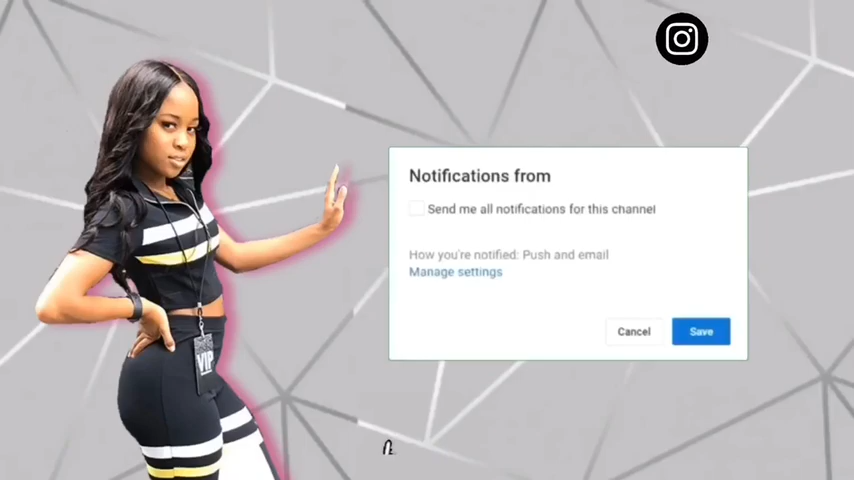 Notifications from
Send me all notifications for this channel
How you're notified: Push and email
Manage settings
Cancel
Save
VIP